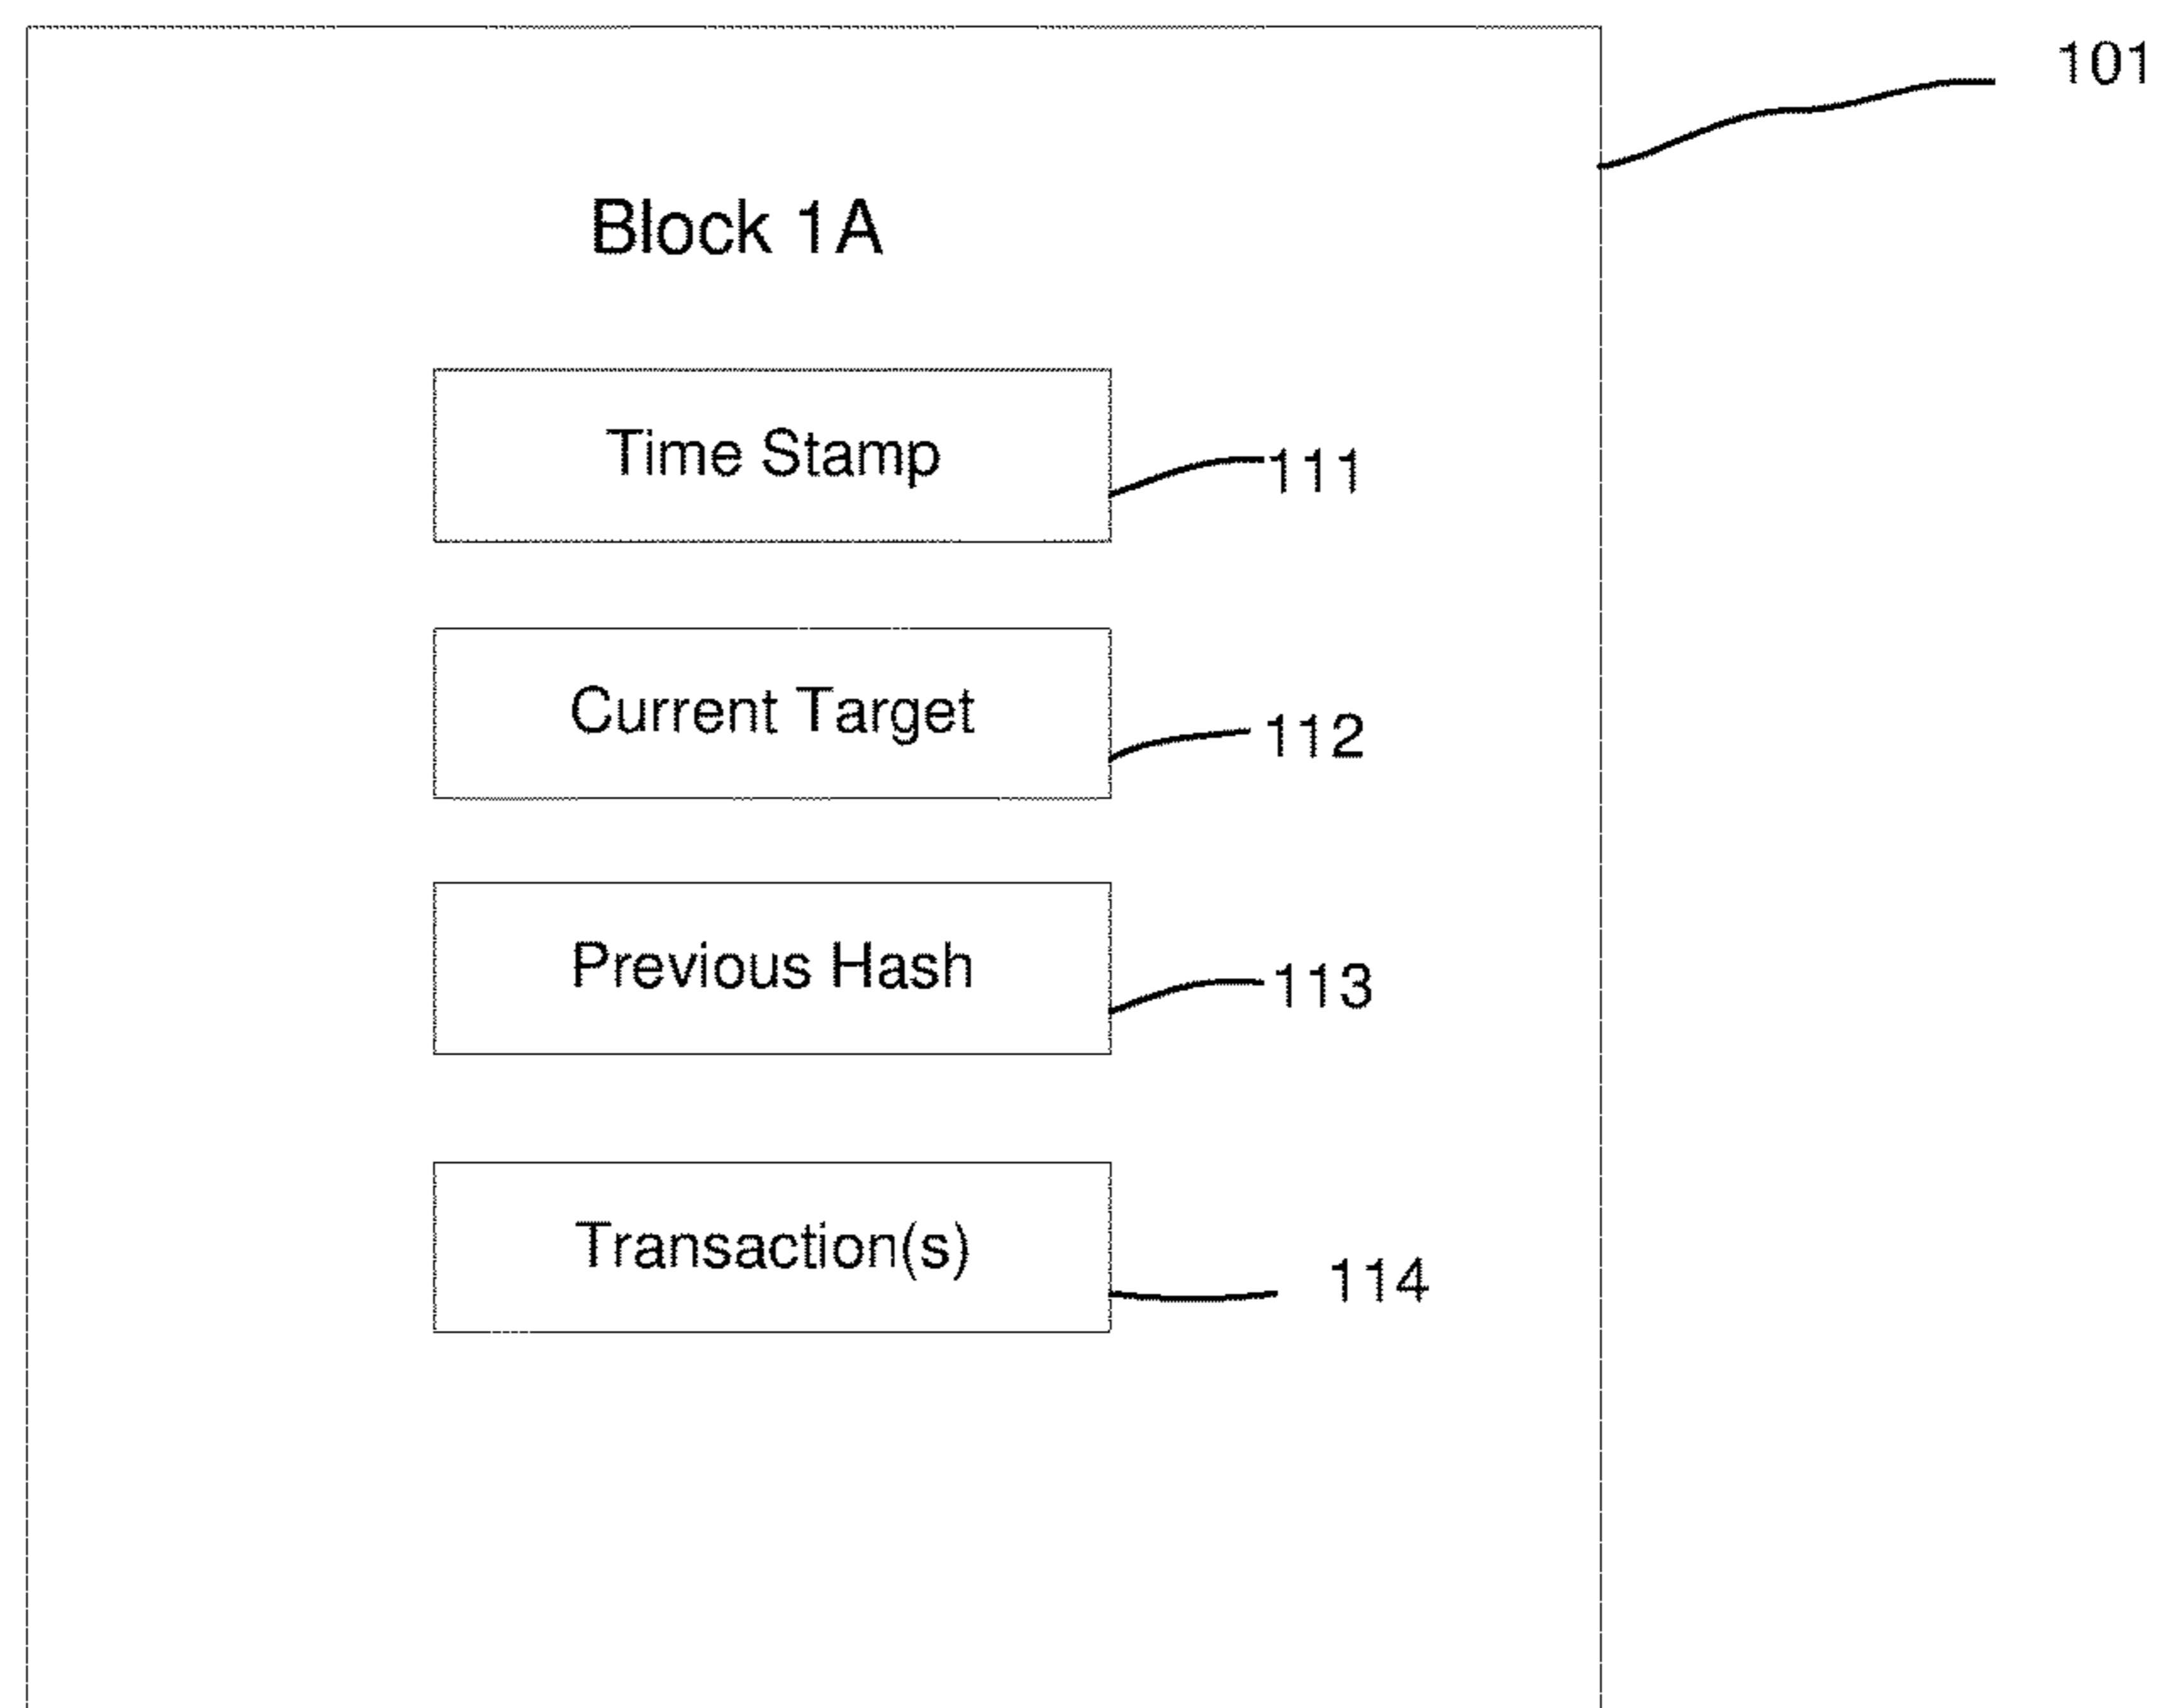 101
Block 1A
Time Stamp
111
Current Target
112
Previous Hash
113
Transaction(s)
114